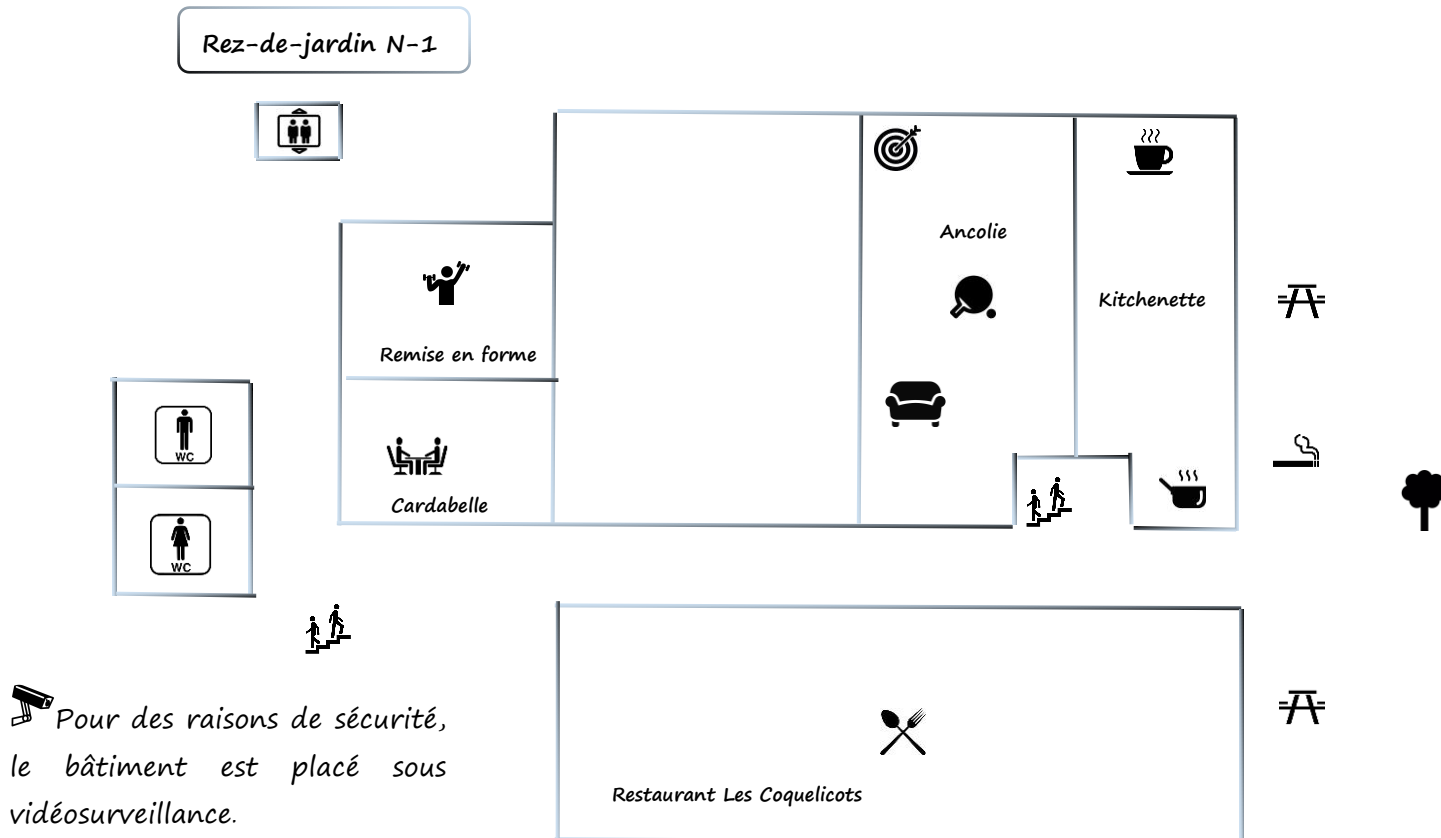 Rez-de-jardin N-1
Ancolie
Kitchenette
Remise en forme
WC
Cardabelle
WC
Pour des raisons de sécurité,
le bâtiment est placé sous
vidéosurveillance.
Restaurant Les Coquelicots